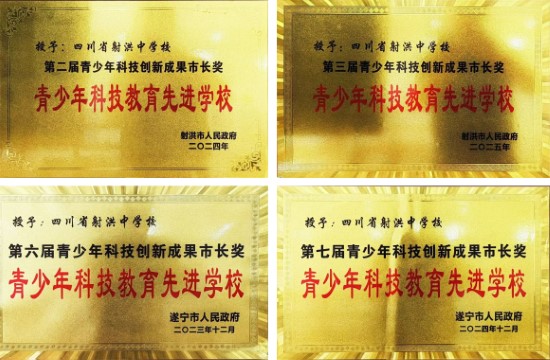 授予：四川省射洪中学校
第二届青少年科技创新成果市长奖
青少年科技教育先进学校
射洪市人民政府
二〇二四年
授予：四川省射洪中学校
第三届青少年科技创新成果市长奖
青少年科技教育先进学校
射洪市人民政府
二〇二五年
授予：四川省射洪中学校
第六届青少年科技创新成果市长奖
青少年科技教育先进学校
遂宁市人民政府
二〇二三年十二月
授予：四川省射洪中学校
第七届青少年科技创新成果市长奖
青少年科技教育先进学校
遂宁市人民政府
二〇二四年十二月